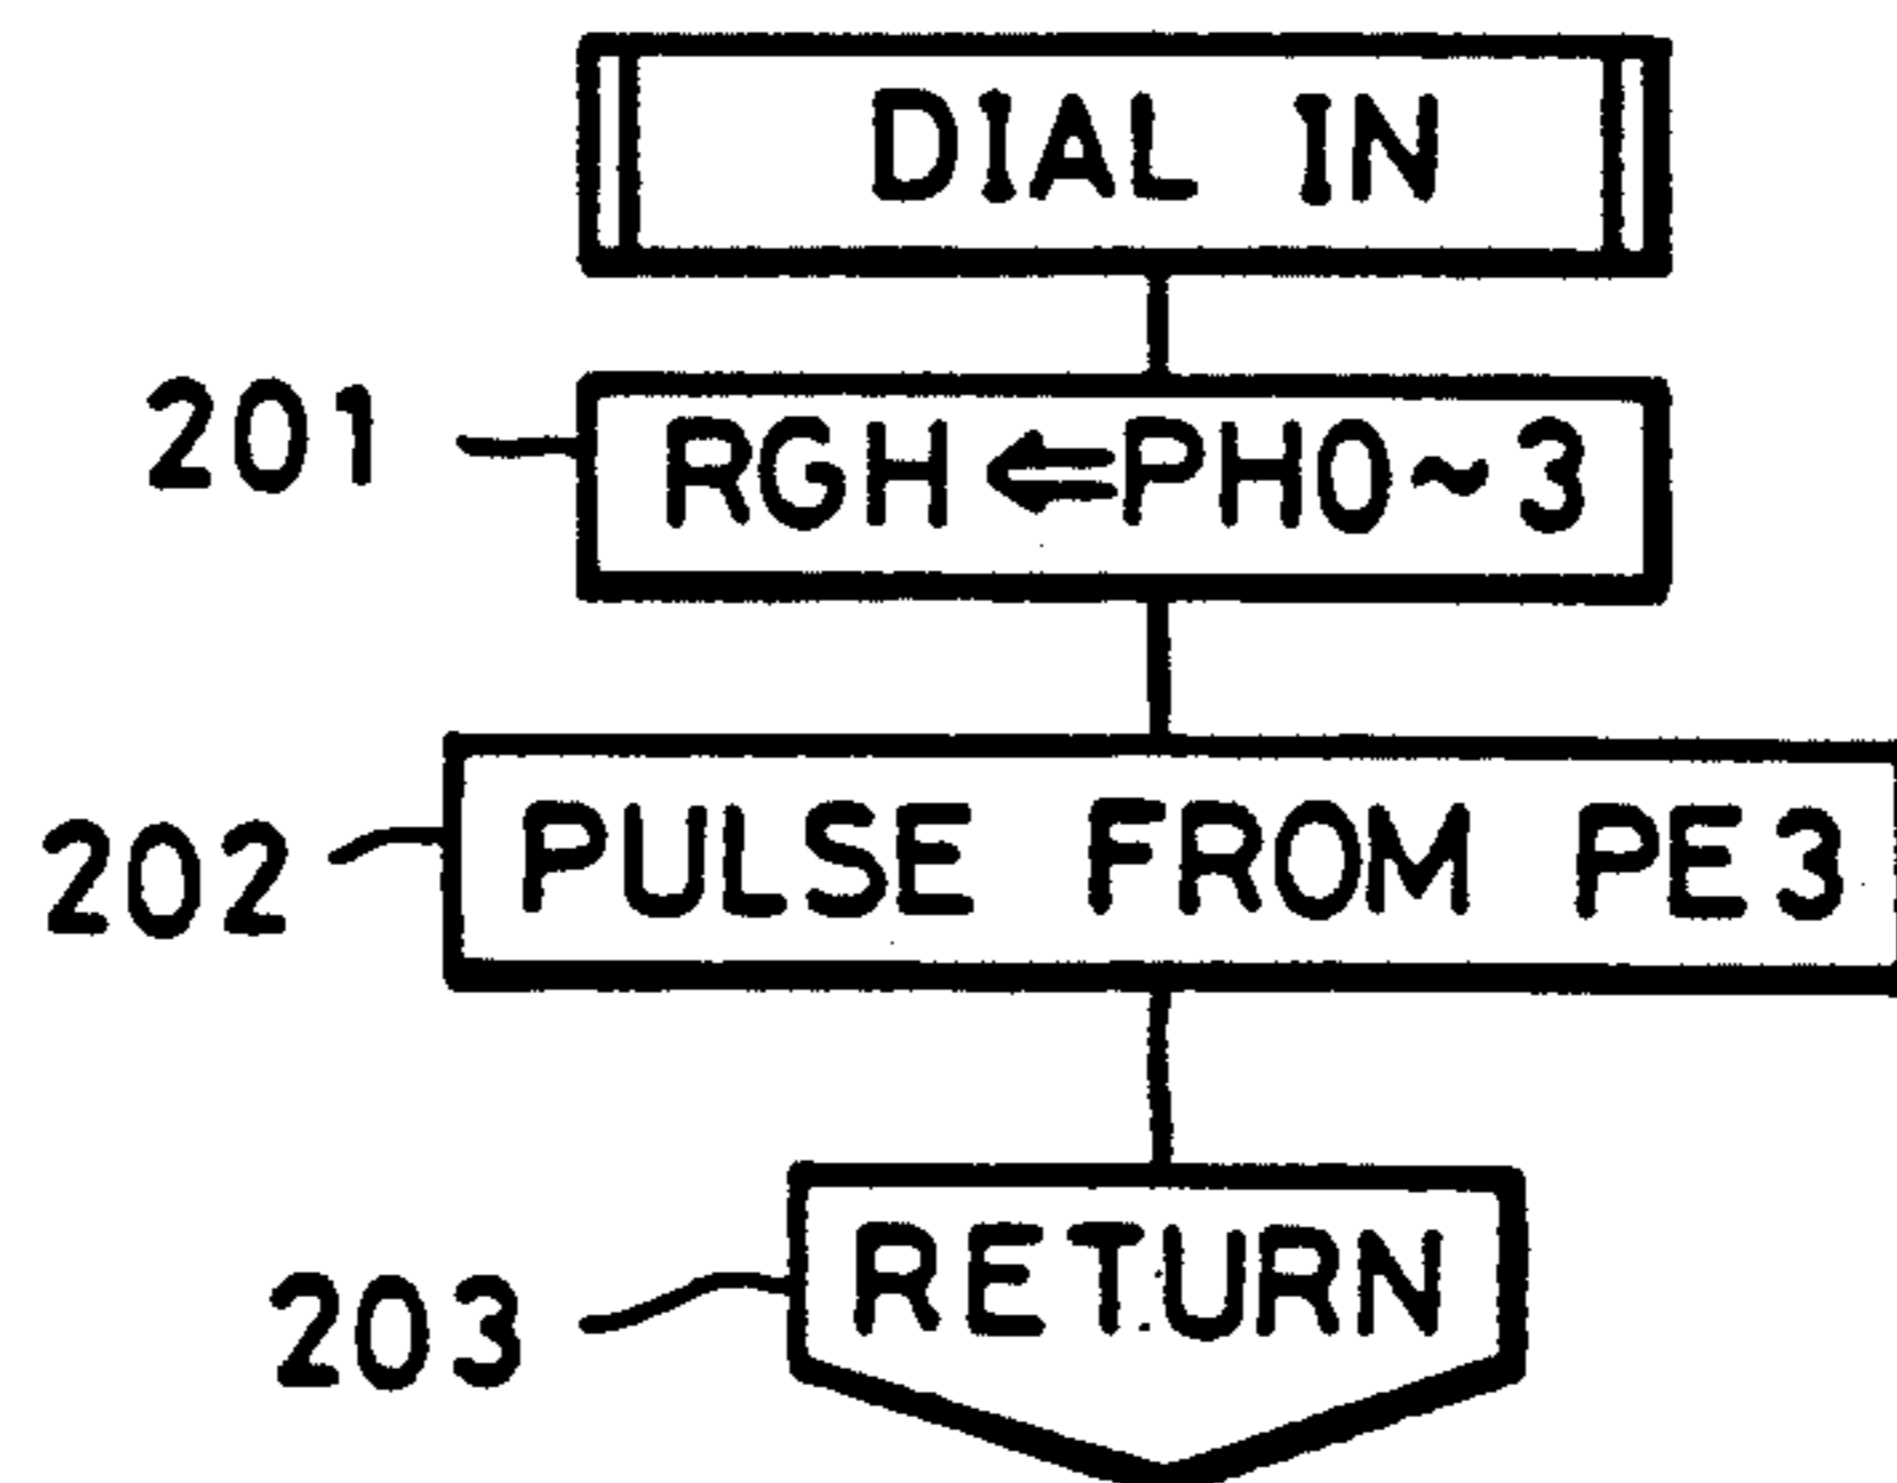 DIAL IN
201 RGH ⇐ PH0~3
202 PULSE FROM PE3
203 RETURN